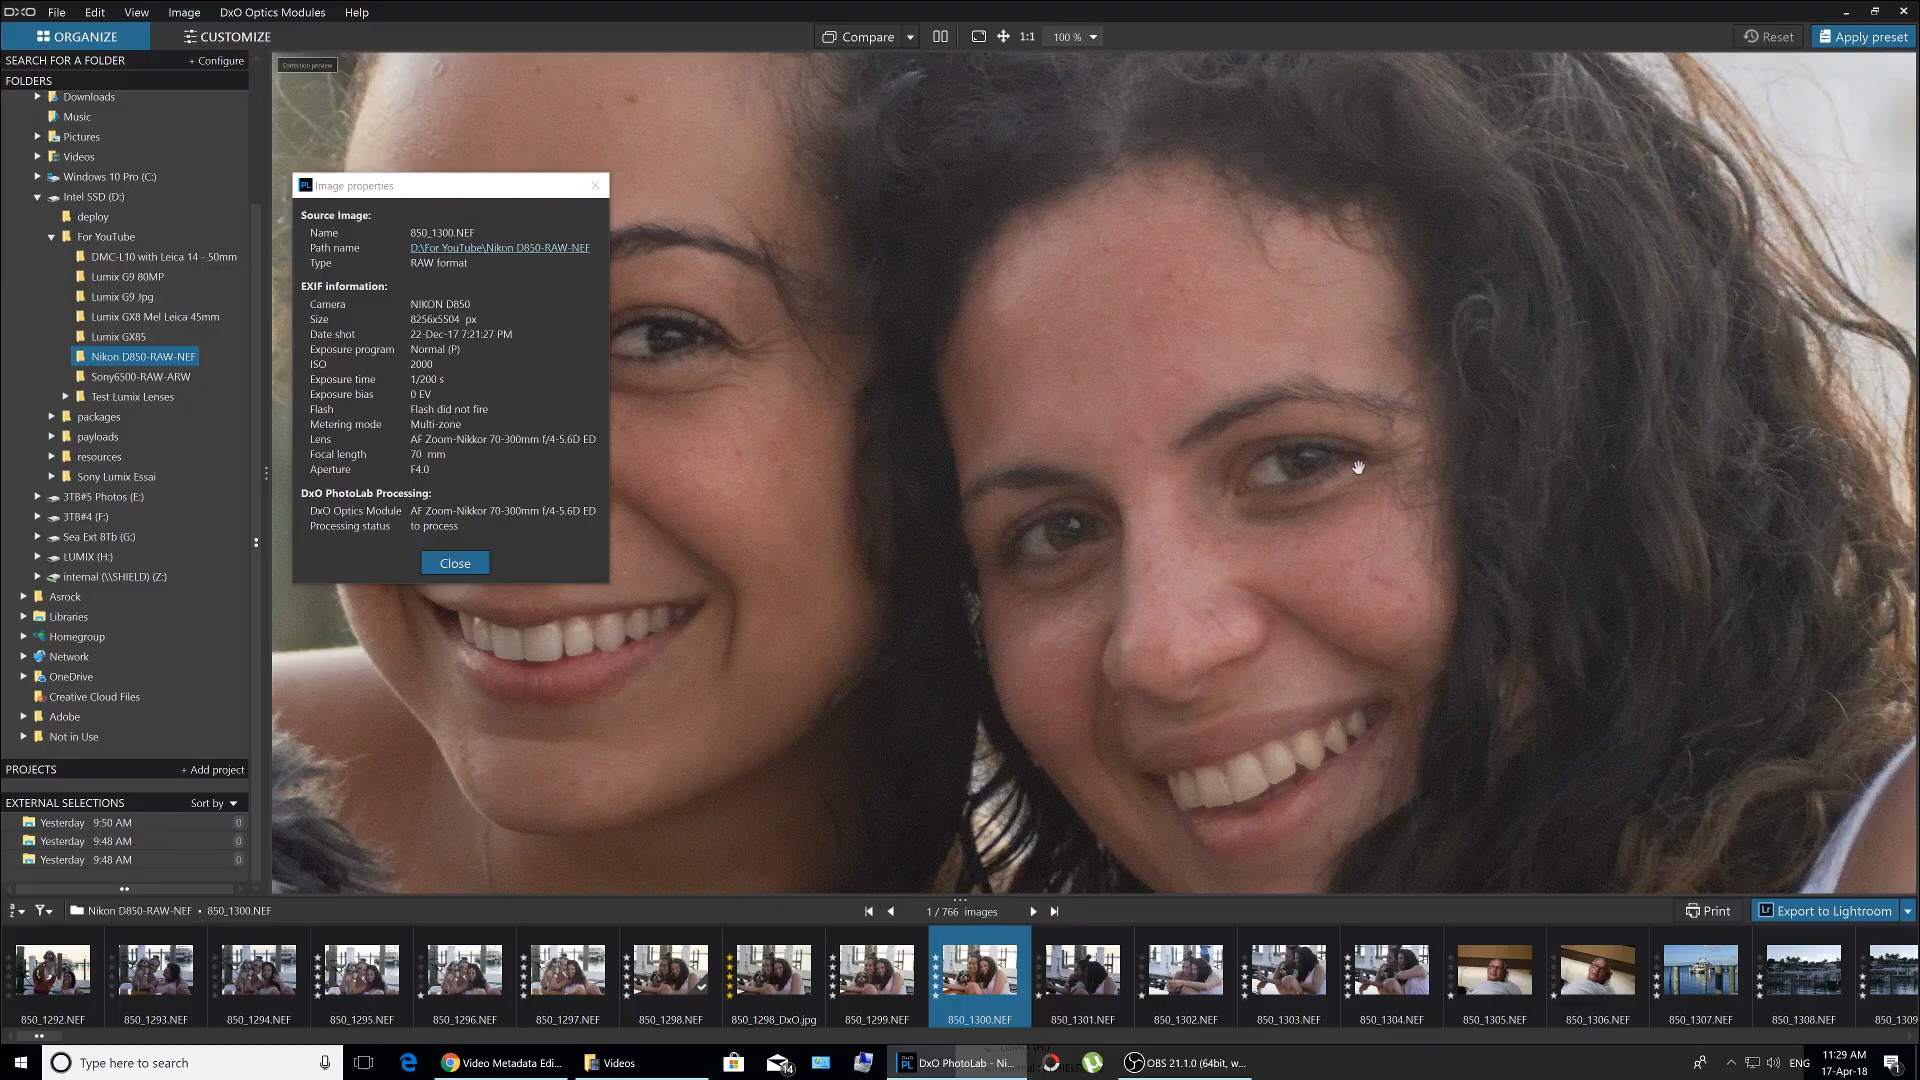 DXO File Edit View Image DxO Optics Modules Help
ORGANIZE CUSTOMIZE Compare 1:1 100 % Reset Apply preset
SEARCH FOR A FOLDER + Configure
FOLDERS
Downloads
Music
Pictures
Videos
Windows 10 Pro (C:)
Intel SSD (D:)
deploy
For YouTube
DMC-L10 with Leica 14 - 50mm
Lumix G9 80MP
Lumix G9 Jpg
Lumix GX8 Mel Leica 45mm
Lumix GX85
Nikon D850-RAW-NEF
Sony6500-RAW-ARW
Test Lumix Lenses
packages
payloads
resources
Sony Lumix Essai
3TB#5 Photos (E:)
3TB#4 (F:)
Sea Ext 8Tb (G:)
LUMIX (H:)
internal (\\SHIELD) (Z:)
Asrock
Libraries
Homegroup
Network
OneDrive
Creative Cloud Files
Adobe
Not in Use
PROJECTS + Add project
EXTERNAL SELECTIONS Sort by
Yesterday 9:50 AM 0
Yesterday 9:48 AM 0
Yesterday 9:48 AM 0
Correction preview
PL Image properties
Source Image:
Name 850_1300.NEF
Path name D:\For YouTube\Nikon D850-RAW-NEF
Type RAW format
EXIF information:
Camera NIKON D850
Size 8256x5504 px
Date shot 22-Dec-17 7:21:27 PM
Exposure program Normal (P)
ISO 2000
Exposure time 1/200 s
Exposure bias 0 EV
Flash Flash did not fire
Metering mode Multi-zone
Lens AF Zoom-Nikkor 70-300mm f/4-5.6D ED
Focal length 70 mm
Aperture F4.0
DxO PhotoLab Processing:
DxO Optics Module AF Zoom-Nikkor 70-300mm f/4-5.6D ED
Processing status to process
Close
Nikon D850-RAW-NEF • 850_1300.NEF 1 / 766 images Print Lr Export to Lightroom
850_1292.NEF 850_1293.NEF 850_1294.NEF 850_1295.NEF 850_1296.NEF 850_1297.NEF 850_1298.NEF 850_1298_DxO.jpg 850_1299.NEF 850_1300.NEF 850_1301.NEF 850_1302.NEF 850_1303.NEF 850_1304.NEF 850_1305.NEF 850_1306.NEF 850_1307.NEF 850_1308.NEF 850_1309
Type here to search Video Metadata Edi... Videos 14 DxO PhotoLab - Ni... OBS 21.1.0 (64bit, w... ENG 11:29 AM
17-Apr-18 1